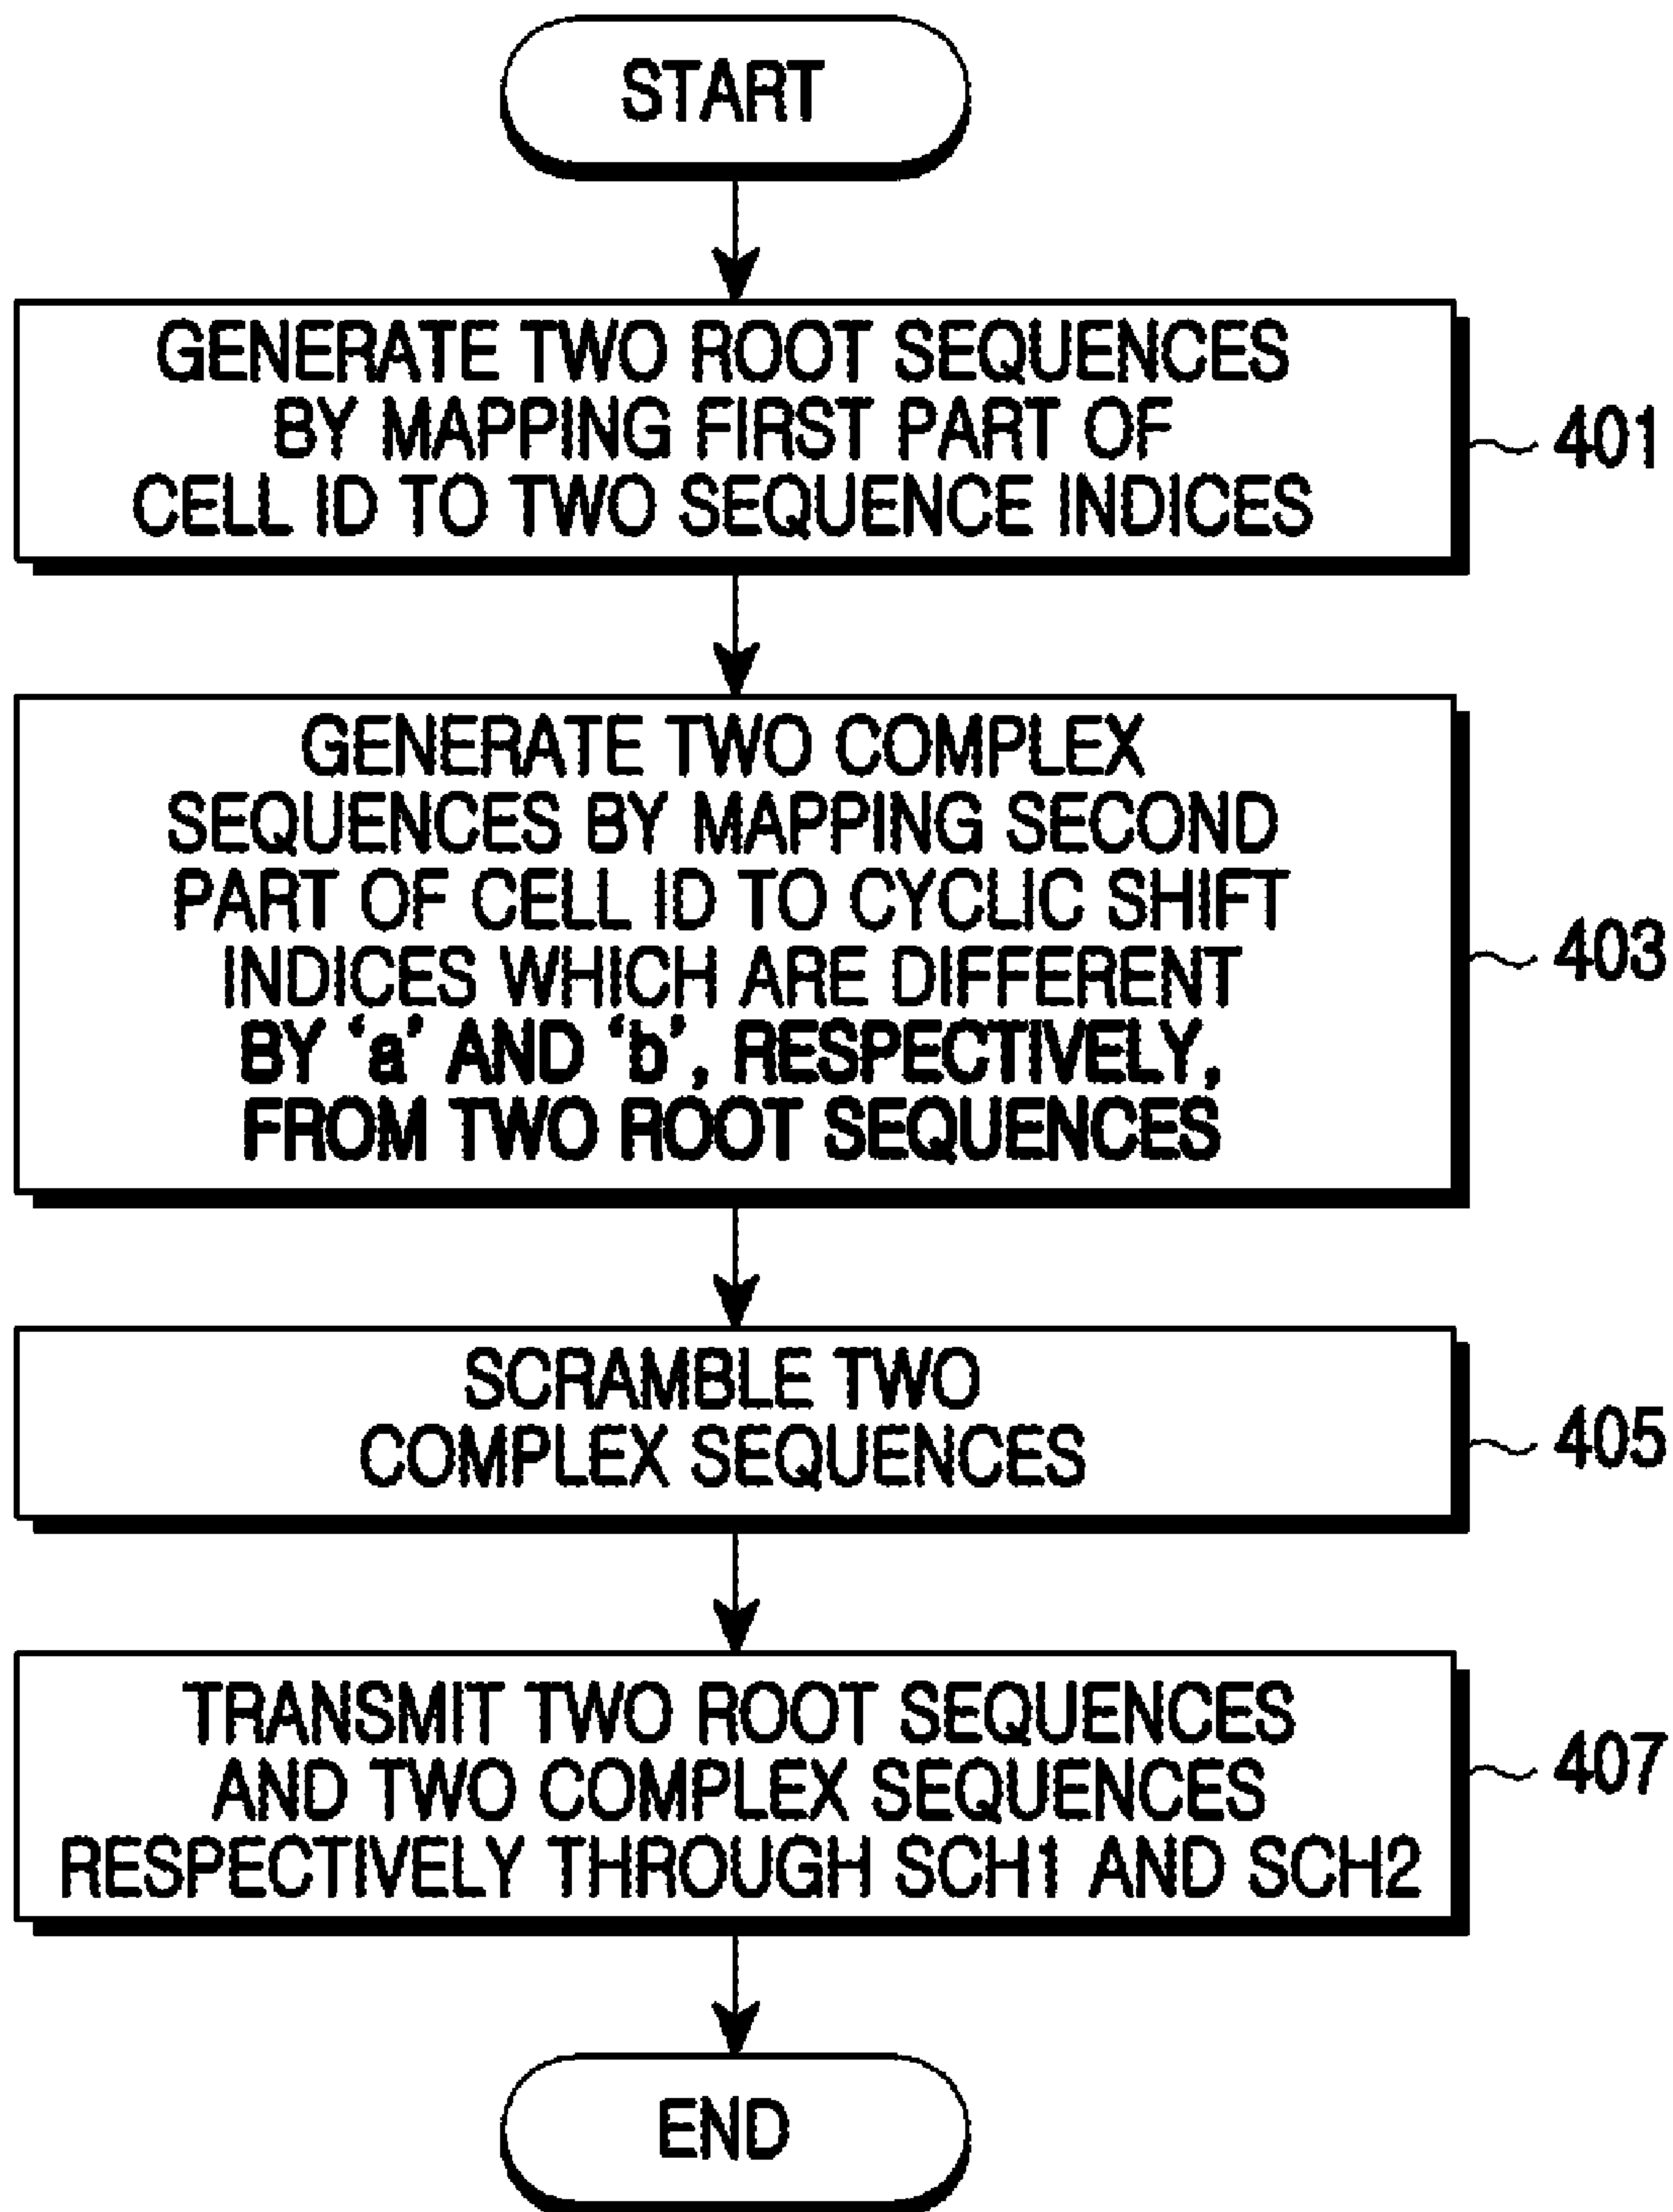 START
GENERATE TWO ROOT SEQUENCES
BY MAPPING FIRST PART OF
CELL ID TO TWO SEQUENCE INDICES
401
GENERATE TWO COMPLEX
SEQUENCES BY MAPPING SECOND
PART OF CELL ID TO CYCLIC SHIFT
INDICES WHICH ARE DIFFERENT
BY ‘a’ AND ‘b’, RESPECTIVELY,
FROM TWO ROOT SEQUENCES
403
SCRAMBLE TWO
COMPLEX SEQUENCES
405
TRANSMIT TWO ROOT SEQUENCES
AND TWO COMPLEX SEQUENCES
RESPECTIVELY THROUGH SCH1 AND SCH2
407
END